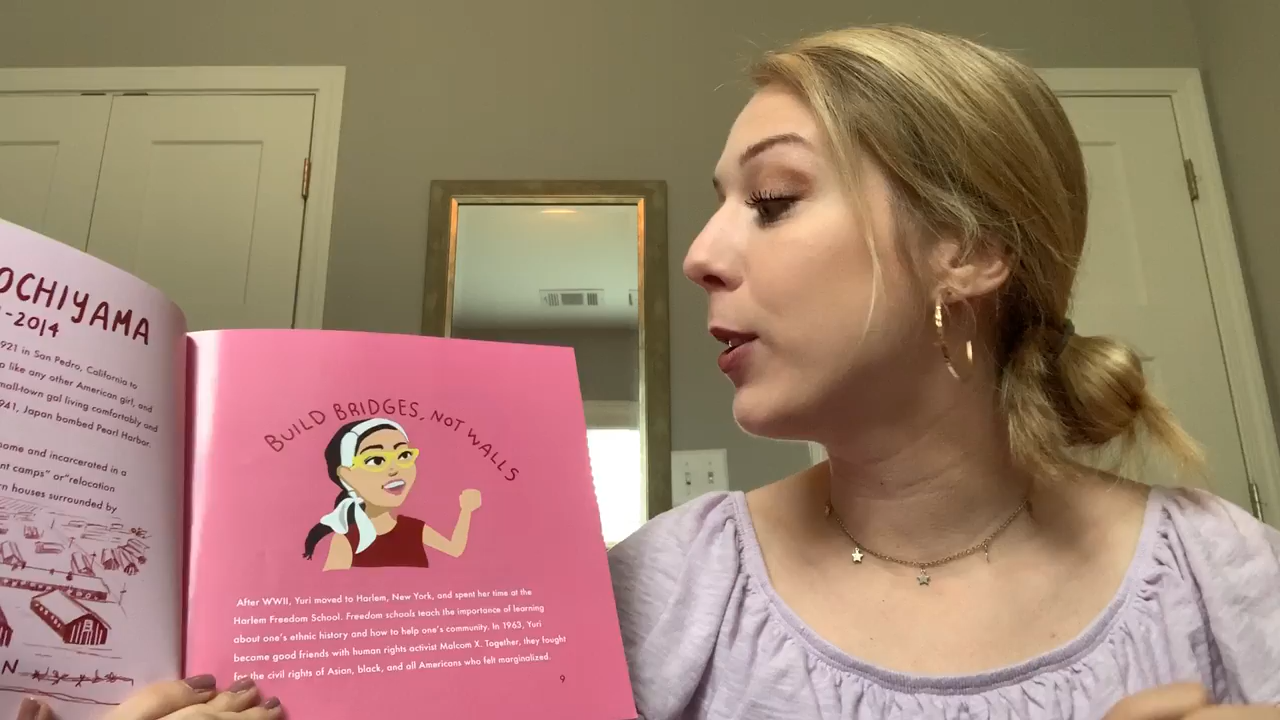 OCHIYAMA
-2014
921 in San Pedro, California to
like any other American girl, and
mall-town gal living comfortably and
941, Japan bombed Pearl Harbor.
ome and incarcerated in a
nt camps" or "relocation
rn houses surrounded by
BUILD BRIDGES, NOT WALLS
After WWII, Yuri moved to Harlem, New York, and spent her time at the
Harlem Freedom School. Freedom schools teach the importance of learning
about one's ethnic history and how to help one's community. In 1963, Yuri
became good friends with human rights activist Malcom X. Together, they fought
for the civil rights of Asian, black, and all Americans who felt marginalized.
9